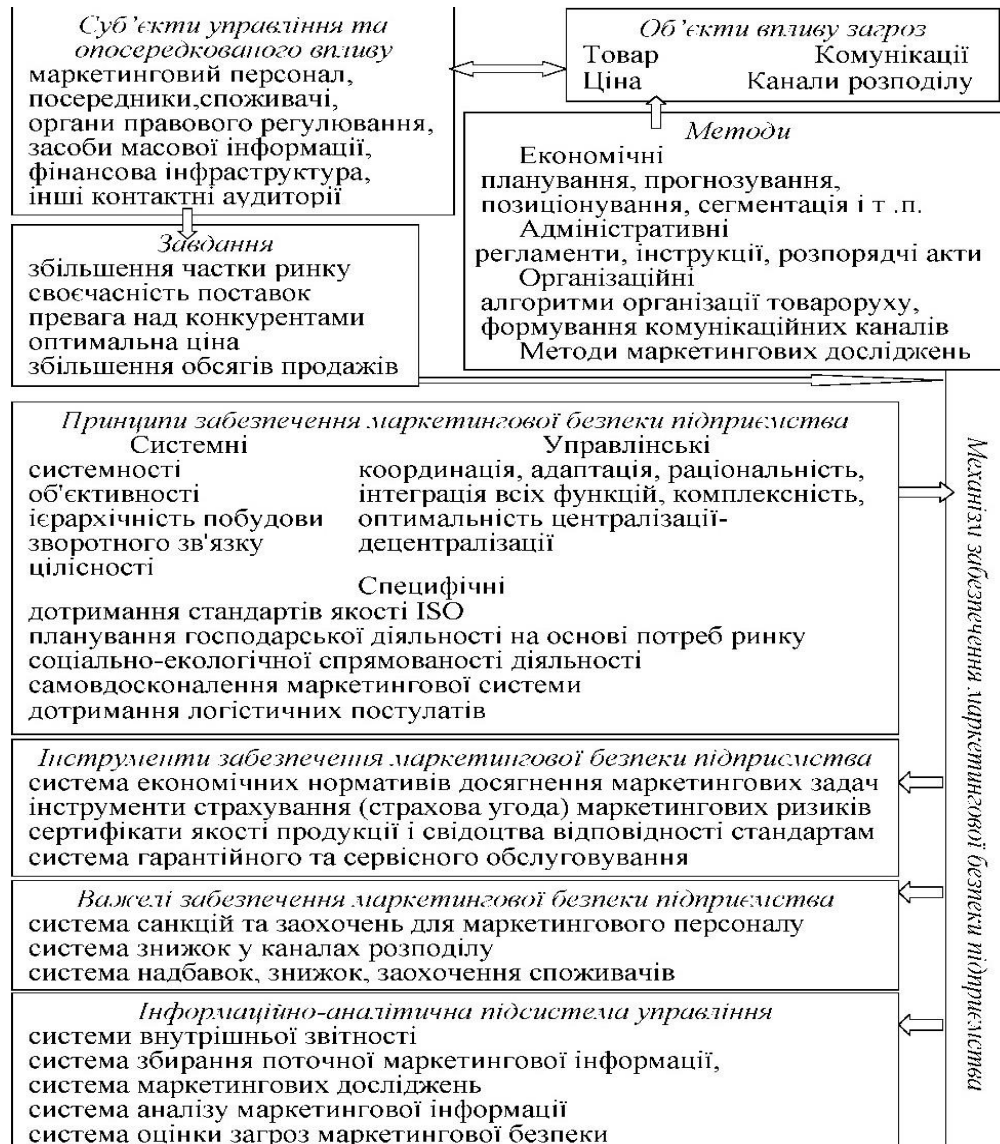 Суб’єкти управління та
опосередкованого впливу
маркетинговий персонал,
посередники,споживачі,
органи правового регулювання,
засоби масової інформації,
фінансова інфраструктура,
інші контактні аудиторії
Об’єкти впливу загроз
Товар Комунікації
Ціна Канали розподілу
Методи
Економічні
планування, прогнозування,
позиціонування, сегментація і т .п.
Адміністративні
регламенти, інструкції, розпорядчі акти
Організаційні
алгоритми організації товароруху,
формування комунікаційних каналів
Методи маркетингових досліджень
Завдання
збільшення частки ринку
своєчасність поставок
превага над конкурентами
оптимальна ціна
збільшення обсягів продажів
Принципи забезпечення маркетингової безпеки підприємства
Системні
системності
об'єктивності
ієрархічність побудови
зворотного зв'язку
цілісності
Управлінські
координація, адаптація, раціональність,
інтеграція всіх функцій, комплексність,
оптимальність централізації-
децентралізації
Специфічні
дотримання стандартів якості ISO
планування господарської діяльності на основі потреб ринку
соціально-екологічної спрямованості діяльності
самовдосконалення маркетингової системи
дотримання логістичних постулатів
Інструменти забезпечення маркетингової безпеки підприємства
система економічних нормативів досягнення маркетингових задач
інструменти страхування (страхова угода) маркетингових ризиків
сертифікати якості продукції і свідоцтва відповідності стандартам
система гарантійного та сервісного обслуговування
Важелі забезпечення маркетингової безпеки підприємства
система санкцій та заохочень для маркетингового персоналу
система знижок у каналах розподілу
система надбавок, знижок, заохочення споживачів
Інформаційно-аналітична підсистема управління
системи внутрішньої звітності
система збирання поточної маркетингової інформації,
система маркетингових досліджень
система аналізу маркетингової інформації
система оцінки загроз маркетингової безпеки
Механізм забезпечення маркетингової безпеки підприємства